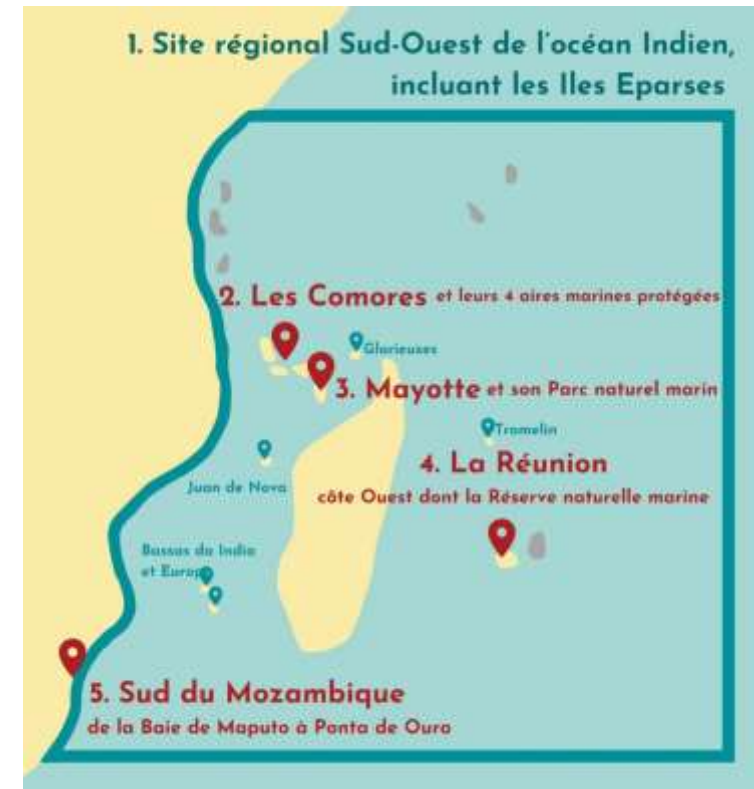 1. Site régional Sud-Ouest de l'océan Indien,
incluant les Iles Eparses
2. Les Comores et leurs 4 aires marines protégées
Glorieuses
3. Mayotte et son Parc naturel marin
Tromelin
4. La Réunion
Juan de Nova
côte Ouest dont la Réserve naturelle marine
Bassas da India
et Europa
5. Sud du Mozambique
de la Baie de Maputo à Ponta de Ouro